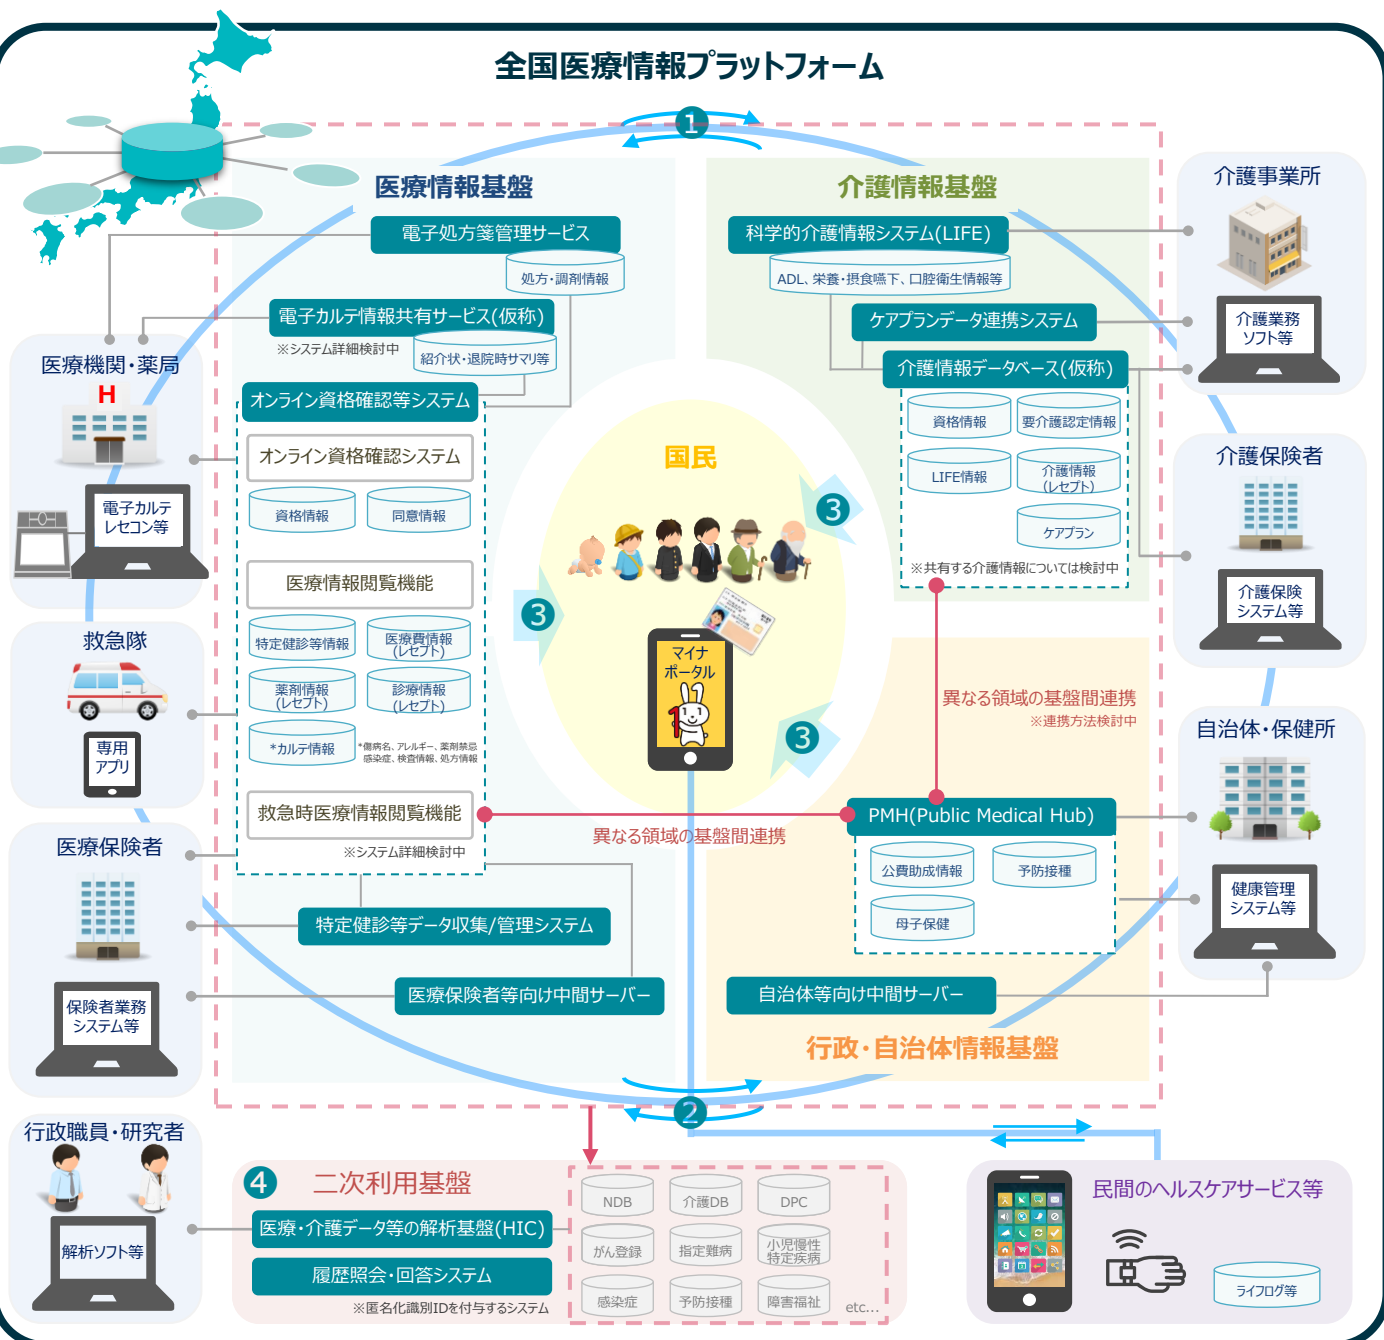 全国医療情報プラットフォーム
1
医療情報基盤
電子処方箋管理サービス
処方・調剤情報
電子カルテ情報共有サービス(仮称)
※システム詳細検討中
紹介状・退院時サマリ等
オンライン資格確認等システム
オンライン資格確認システム
資格情報
同意情報
医療情報閲覧機能
特定健診等情報
医療費情報
(レセプト)
薬剤情報
(レセプト)
診療情報
(レセプト)
*カルテ情報
*傷病名、アレルギー、薬剤禁忌
感染症、検査情報、処方情報
救急時医療情報閲覧機能
※システム詳細検討中
特定健診等データ収集/管理システム
医療保険者等向け中間サーバー
介護情報基盤
科学的介護情報システム(LIFE)
ADL、栄養・摂食嚥下、口腔衛生情報等
ケアプランデータ連携システム
介護情報データベース(仮称)
資格情報
要介護認定情報
LIFE情報
介護情報
(レセプト)
ケアプラン
※共有する介護情報については検討中
国民
3
3
3
マイナ
ポータル
1
異なる領域の基盤間連携
※連携方法検討中
異なる領域の基盤間連携
PMH(Public Medical Hub)
公費助成情報
予防接種
母子保健
自治体等向け中間サーバー
行政・自治体情報基盤
2
医療機関・薬局
H
電子カルテ
レセコン等
救急隊
専用
アプリ
医療保険者
保険者業務
システム等
行政職員・研究者
解析ソフト等
介護事業所
介護業務
ソフト等
介護保険者
介護保険
システム等
自治体・保健所
健康管理
システム等
4
二次利用基盤
医療・介護データ等の解析基盤(HIC)
履歴照会・回答システム
※匿名化識別IDを付与するシステム
NDB
介護DB
DPC
がん登録
指定難病
小児慢性
特定疾病
感染症
予防接種
障害福祉
etc...
民間のヘルスケアサービス等
ライフログ等